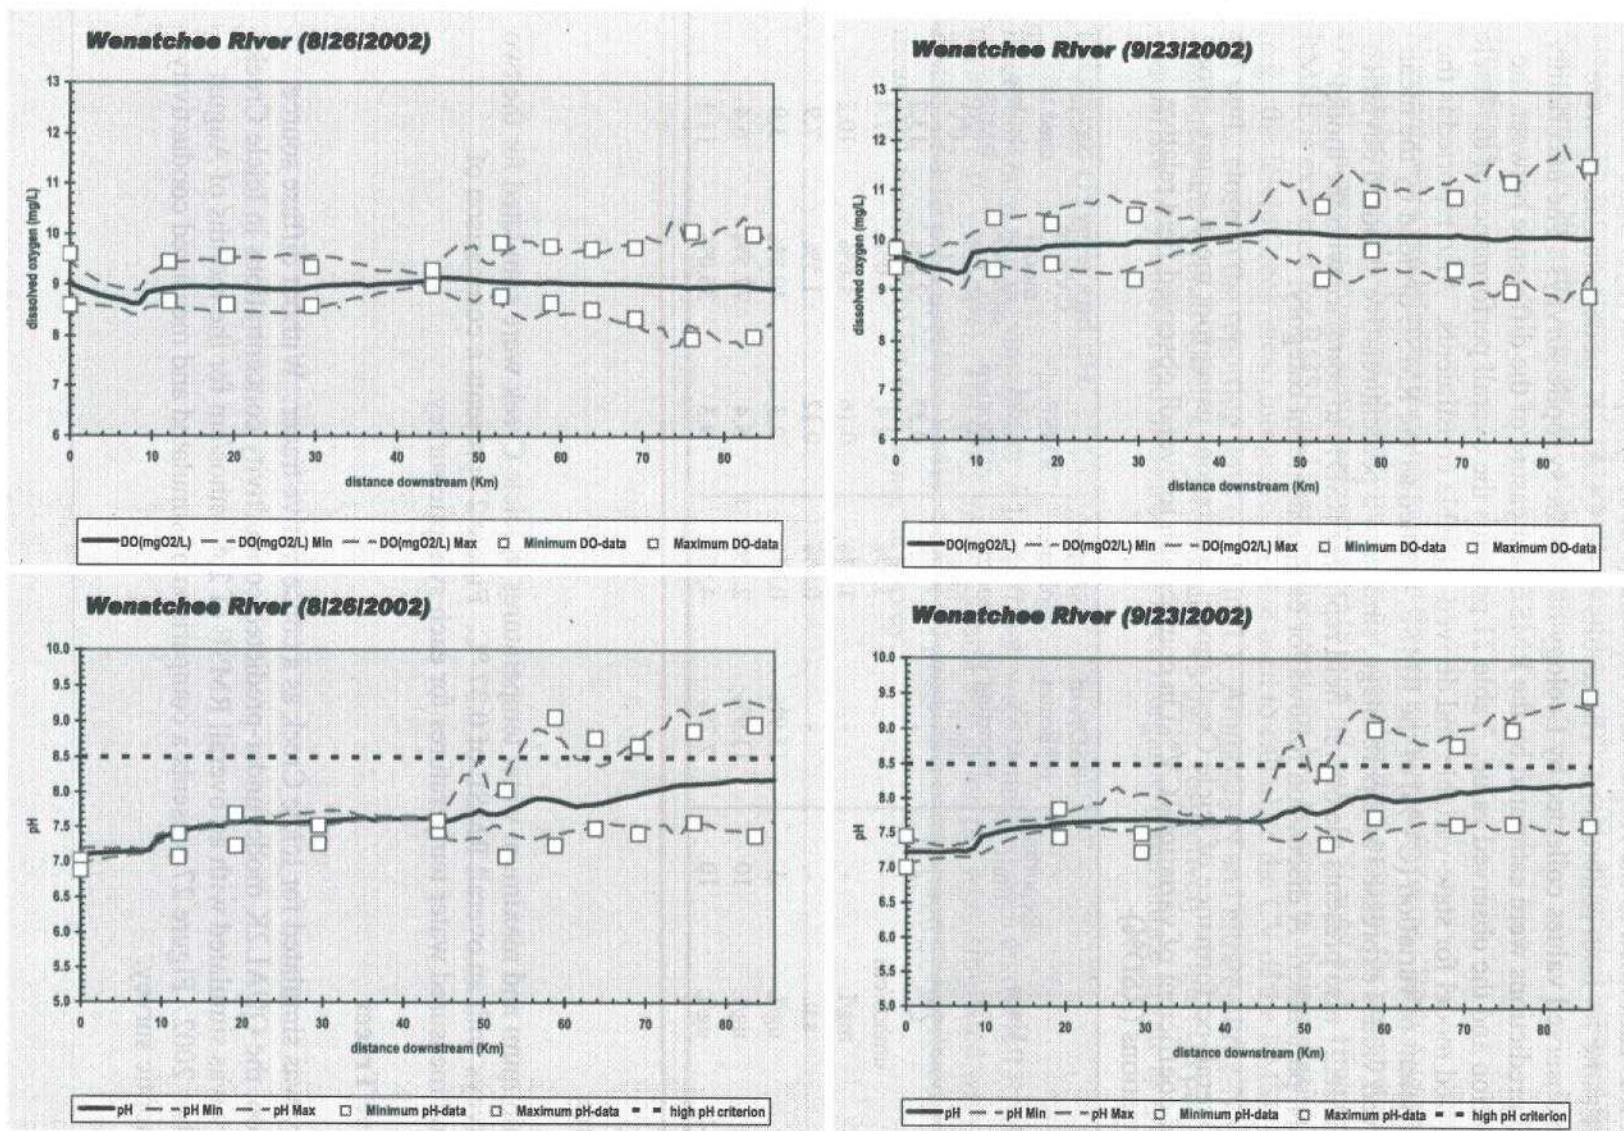 Wenatchee River (8/26/2002)
13
12
11
10
9
8
7
6
dissolved oxygen (mg/L)
0 10 20 30 40 50 60 70 80
distance downstream (Km)
DO(mgO2/L) DO(mgO2/L) Min DO(mgO2/L) Max Minimum DO-data Maximum DO-data
Wenatchee River (9/23/2002)
13
12
11
10
9
8
7
6
dissolved oxygen (mg/L)
0 10 20 30 40 50 60 70 80
distance downstream (Km)
DO(mgO2/L) DO(mgO2/L) Min DO(mgO2/L) Max Minimum DO-data Maximum DO-data
Wenatchee River (8/26/2002)
10.0
9.5
9.0
8.5
8.0
7.5
7.0
6.5
6.0
5.5
5.0
pH
0 10 20 30 40 50 60 70 80
distance downstream (Km)
pH pH Min pH Max Minimum pH-data Maximum pH-data high pH criterion
Wenatchee River (9/23/2002)
10.0
9.5
9.0
8.5
8.0
7.5
7.0
6.5
6.0
5.5
5.0
pH
0 10 20 30 40 50 60 70 80
distance downstream (Km)
pH pH Min pH Max Minimum pH-data Maximum pH-data high pH criterion